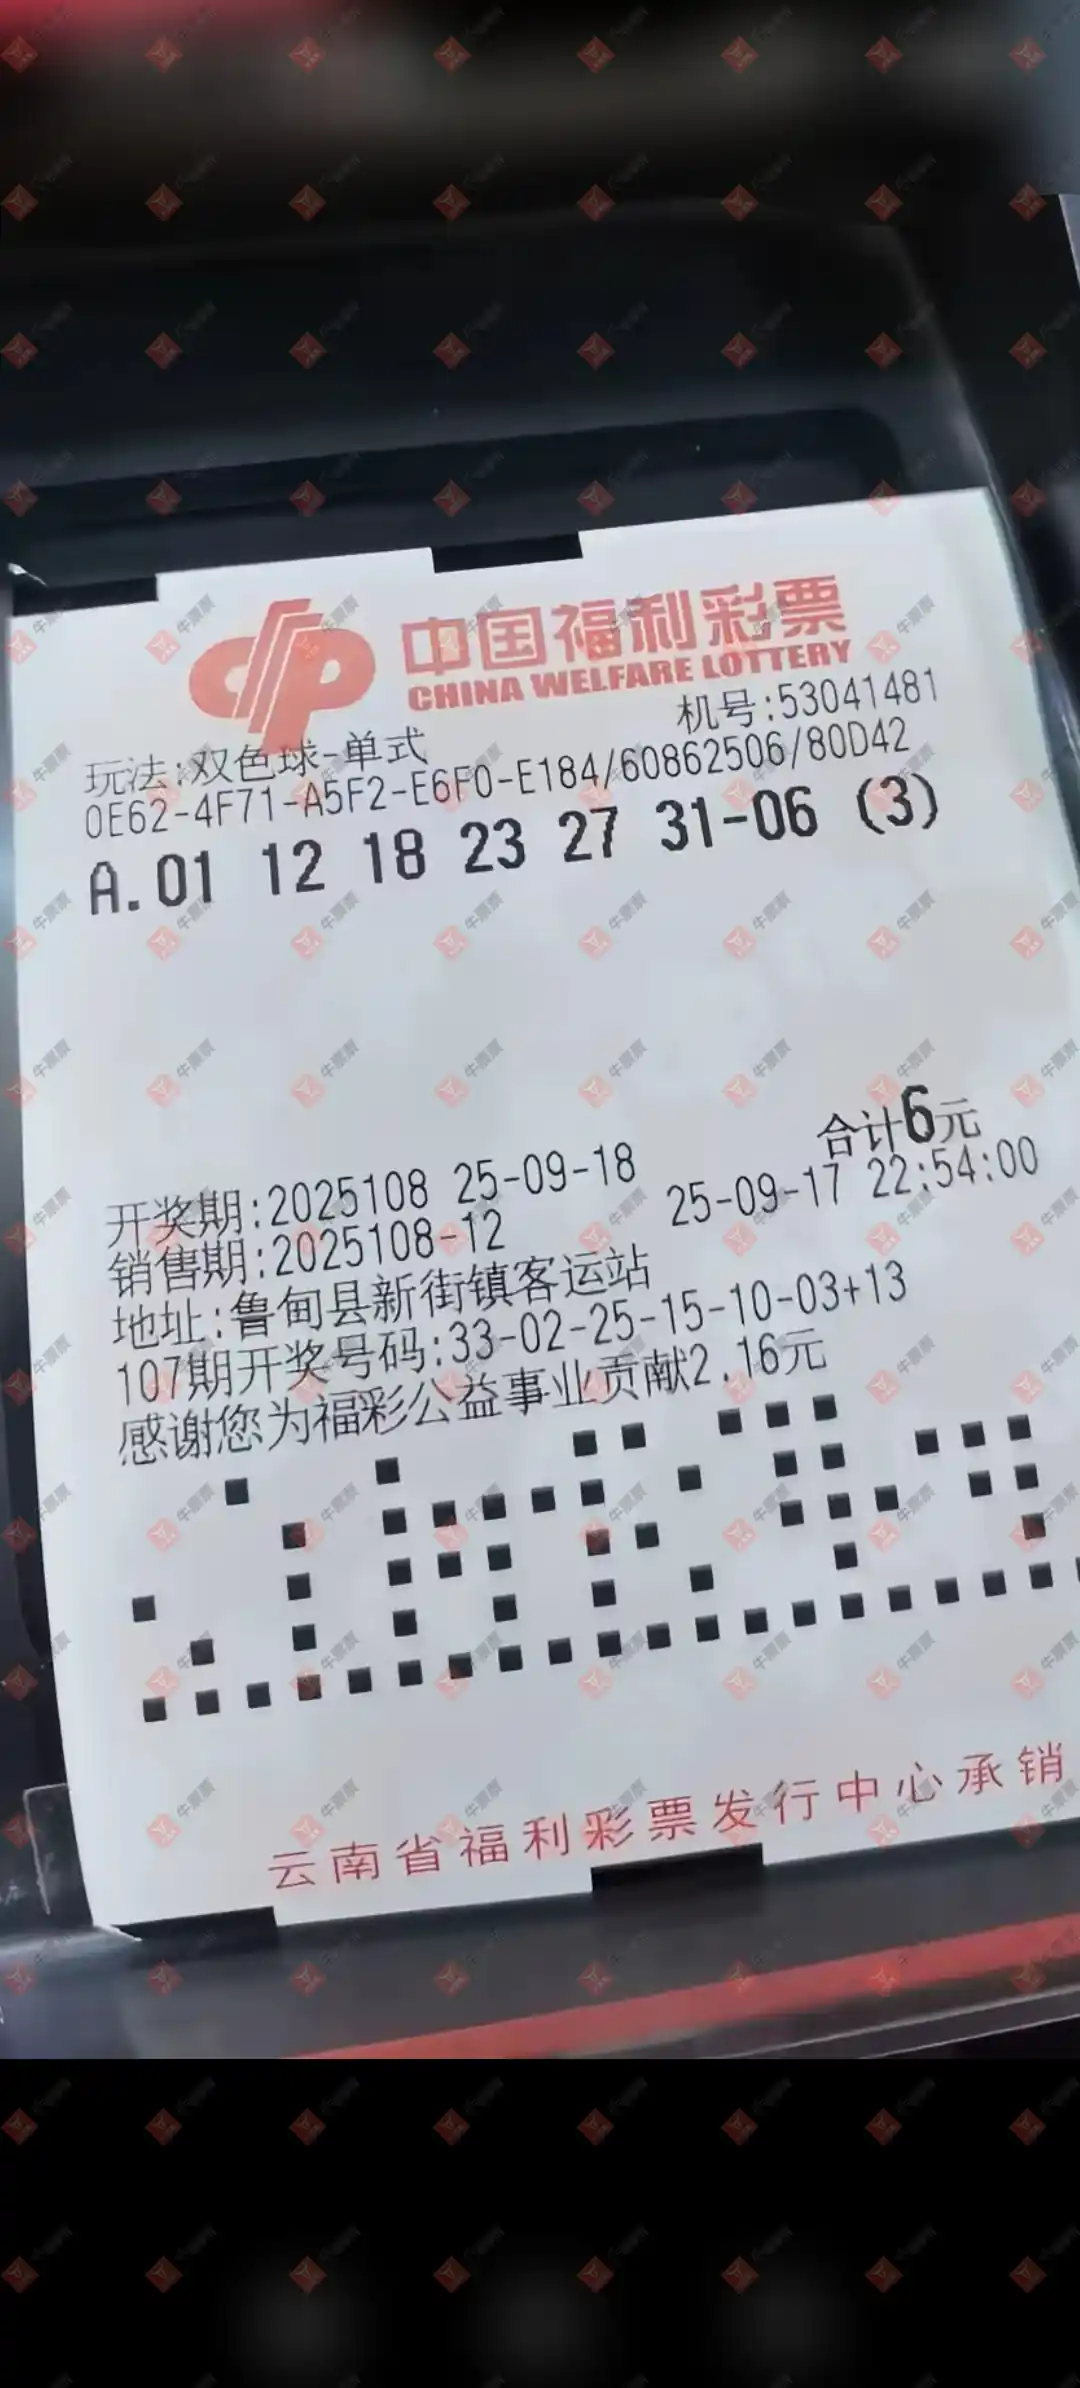 中国福利彩票
CHINA WELFARE LOTTERY
机号:53041481
玩法:双色球-单式
0E62-4F71-A5F2-E6F0-E184/60862506/80D42
A.01 12 18 23 27 31-06 (3)
合计6元
开奖期:2025108 25-09-18
25-09-17 22:54:00
销售期:2025108-12
地址:鲁甸县新街镇客运站
107期开奖号码:33-02-25-15-10-03+13
感谢您为福彩公益事业贡献2.16元
云南省福利彩票发行中心承销
牛票票